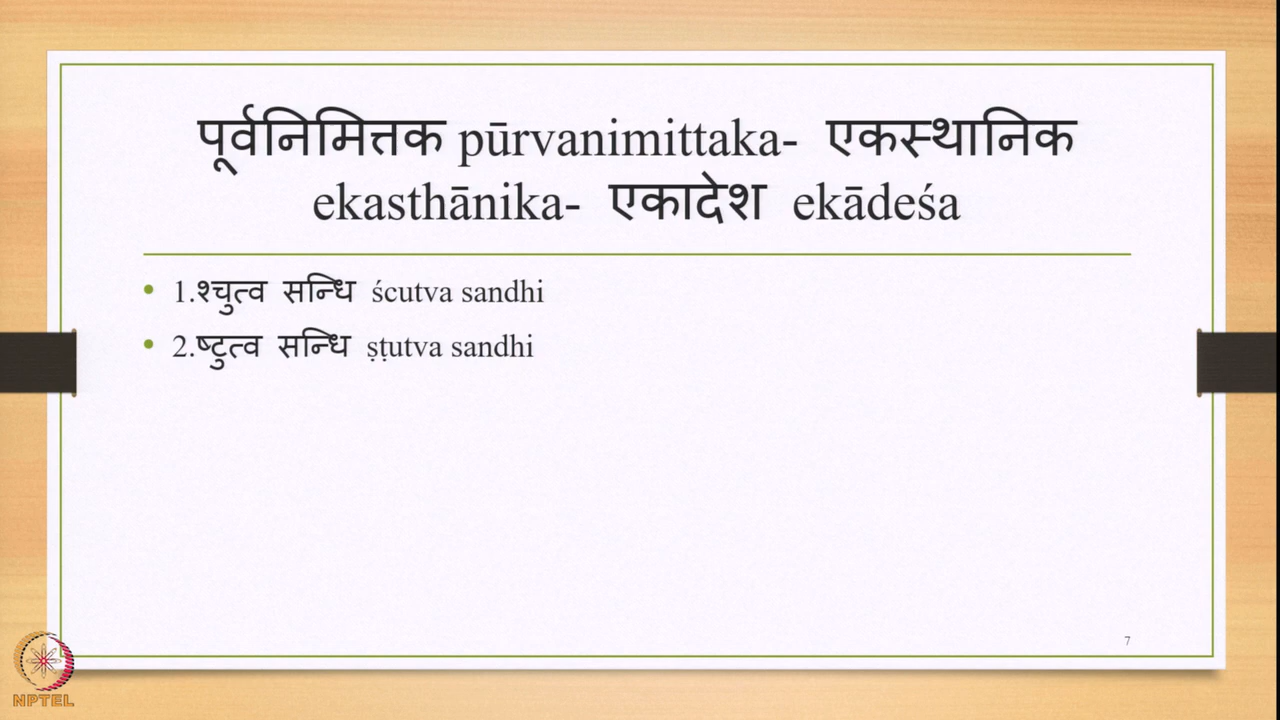 पूर्वनिमित्तक pūrvanimittaka- एकस्थानिक
ekasthānika- एकादेश ekādeśa
• 1.श्चुत्व सन्धि ścutva sandhi
• 2.ष्टुत्व सन्धि ṣṭutva sandhi
7
NPTEL